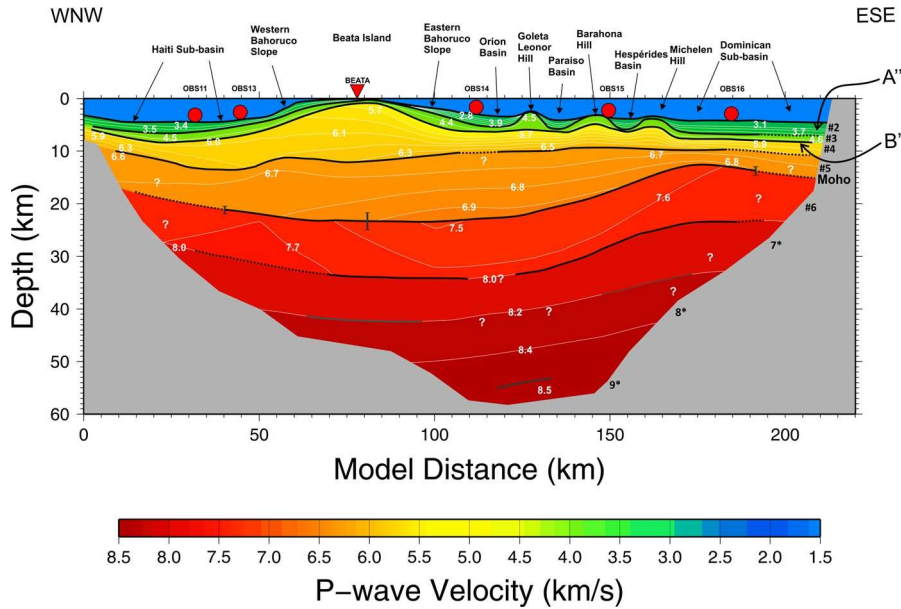 WNW
ESE
Western
Bahoruco
Slope
Beata Island
Eastern
Bahoruco
Slope
Orion
Basin
Goleta
Leonor
Hill
Barahona
Hill
Paraiso
Basin
Hespérides
Basin
Michelen
Hill
Dominican
Sub-basin
Haiti Sub-basin
A"
OBS11
OBS13
BEATA
OBS14
OBS15
OBS16
0
10
20
30
40
50
60
Depth (km)
3.5
3.4
4.5
5.9
6.0
6.3
6.6
?
5.7
6.1
6.7
6.3
4.4
2.8
3.9
4.5
5.7
?
6.5
6.7
3.1
3.7
4.6
5.9
6.8
?
?
#2
#3
#4
B'
#5
Moho
#6
6.8
6.9
7.5
7.6
?
?
?
8.0
7.7
8.0?
?
7*
8.2
?
?
?
8*
8.4
8.5
9*
0
50
100
150
200
Model Distance (km)
8.5 8.0 7.5 7.0 6.5 6.0 5.5 5.0 4.5 4.0 3.5 3.0 2.5 2.0 1.5
P-wave Velocity (km/s)